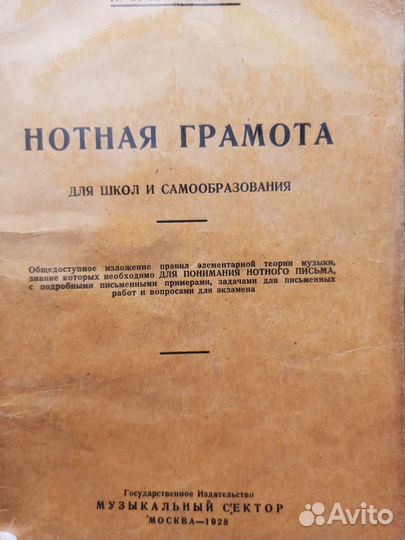 НОТНАЯ ГРАМОТА
ДЛЯ ШКОЛ И САМООБРАЗОВАНИЯ
Общедоступное изложение правил элементарной теории музыки,
знание которых необходимо ДЛЯ ПОНИМАНИЯ НОТНОГО ПИСЬМА,
с подробными письменными примерами, задачами для письменных
работ и вопросами для экзамена
Государственное Издательство
МУЗЫКАЛЬНЫЙ СЕКТОР
МОСКВА—1928
Avito